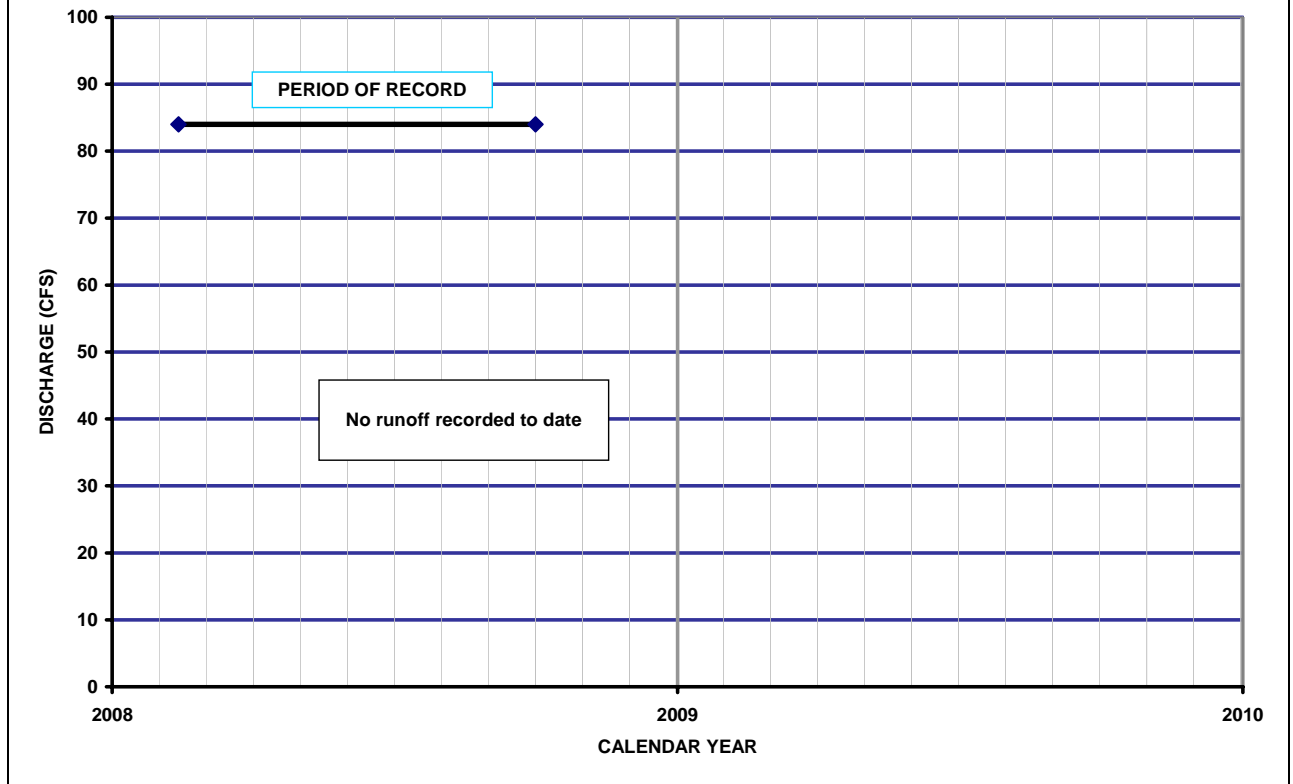 100
90
80
70
60
50
40
30
20
10
0
DISCHARGE (CFS)
PERIOD OF RECORD
No runoff recorded to date
2008 2009 2010
CALENDAR YEAR